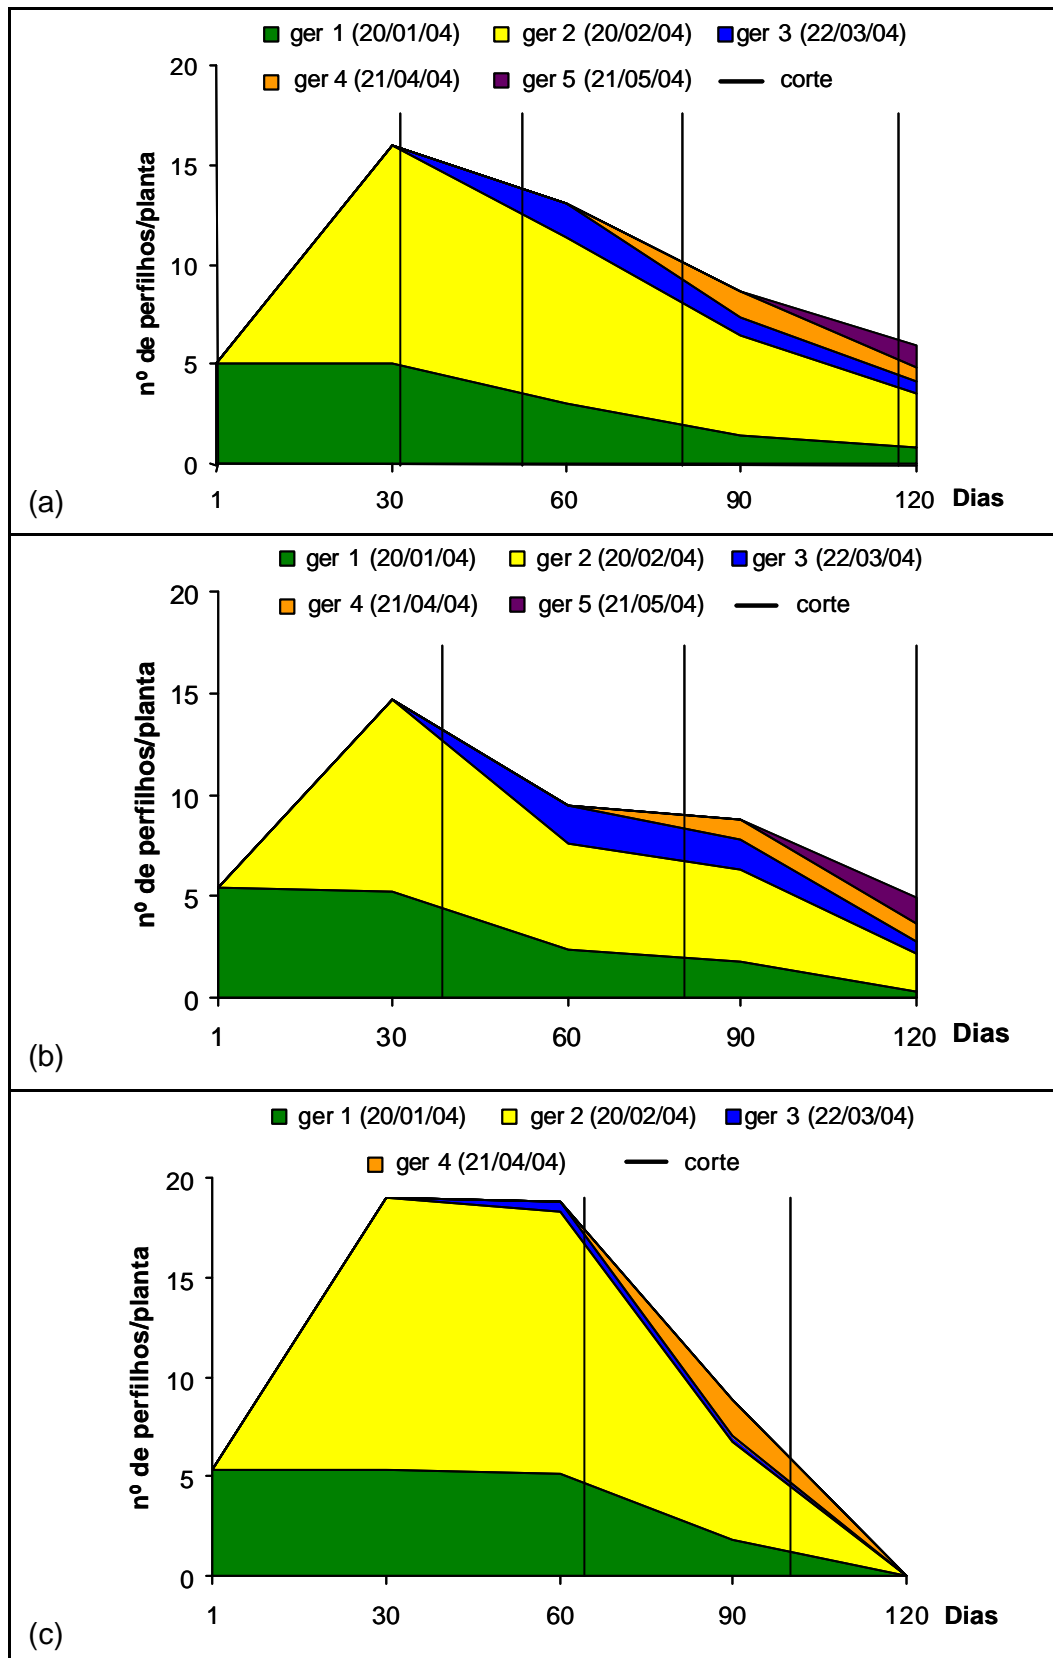 ger 1 (20/01/04) ger 2 (20/02/04) ger 3 (22/03/04)
ger 4 (21/04/04) ger 5 (21/05/04) corte
nº de perfilhos/planta
20
15
10
5
0
1 30 60 90 120 Dias
(a)
ger 1 (20/01/04) ger 2 (20/02/04) ger 3 (22/03/04)
ger 4 (21/04/04) ger 5 (21/05/04) corte
nº de perfilhos/planta
20
15
10
5
0
1 30 60 90 120 Dias
(b)
ger 1 (20/01/04) ger 2 (20/02/04) ger 3 (22/03/04)
ger 4 (21/04/04) corte
nº de perfilhos/planta
20
15
10
5
0
1 30 60 90 120 Dias
(c)